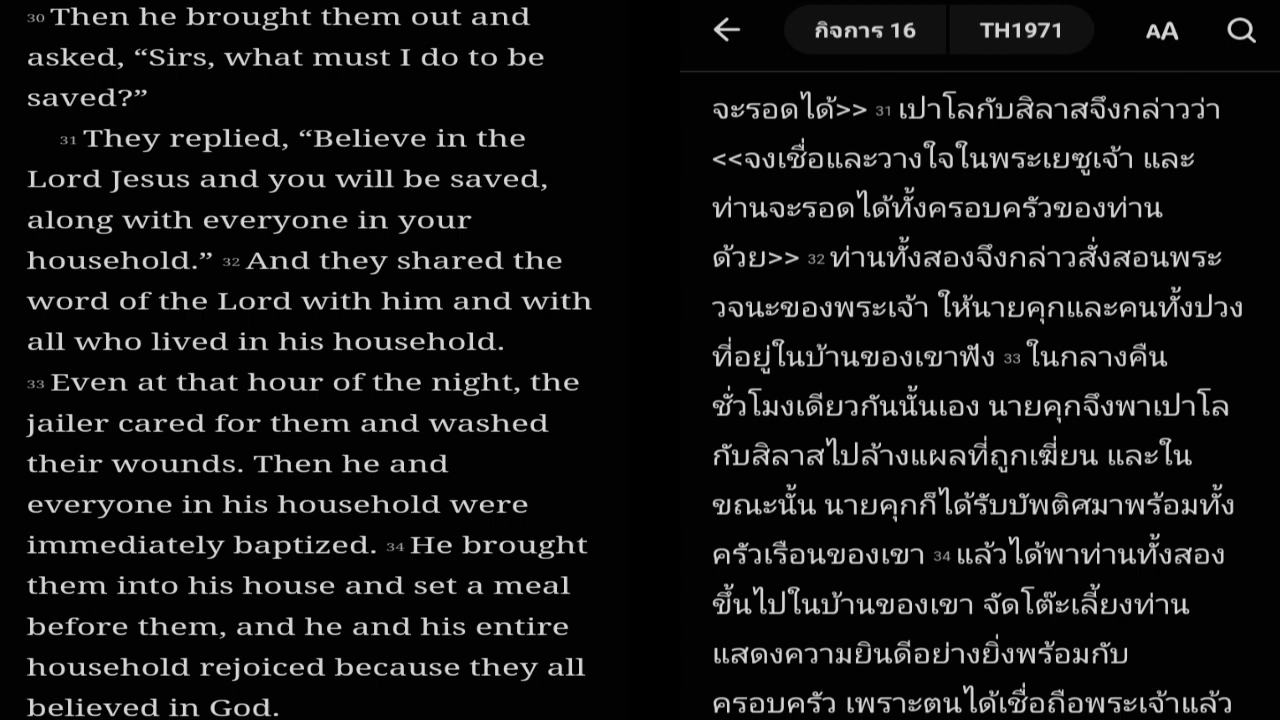 30 Then he brought them out and
asked, “Sirs, what must I do to be
saved?”
31 They replied, “Believe in the
Lord Jesus and you will be saved,
along with everyone in your
household.” 32 And they shared the
word of the Lord with him and with
all who lived in his household.
33 Even at that hour of the night, the
jailer cared for them and washed
their wounds. Then he and
everyone in his household were
immediately baptized. 34 He brought
them into his house and set a meal
before them, and he and his entire
household rejoiced because they all
believed in God.
กิจการ 16 TH1971 AA
จะรอดได้>> 31 เปาโลกับสิลาสจึงกล่าวว่า
<<จงเชื่อและวางใจในพระเยซูเจ้า และ
ท่านจะรอดได้ทั้งครอบครัวของท่าน
ด้วย>> 32 ท่านทั้งสองจึงกล่าวสั่งสอนพระ
วจนะของพระเจ้า ให้นายคุกและคนทั้งปวง
ที่อยู่ในบ้านของเขาฟัง 33 ในกลางคืน
ชั่วโมงเดียวกันนั้นเอง นายคุกจึงพาเปาโล
กับสิลาสไปล้างแผลที่ถูกเฆี่ยน และใน
ขณะนั้น นายคุกก็ได้รับบัพติศมาพร้อมทั้ง
ครัวเรือนของเขา 34 แล้วได้พาท่านทั้งสอง
ขึ้นไปในบ้านของเขา จัดโต๊ะเลี้ยงท่าน
แสดงความยินดีอย่างยิ่งพร้อมกับ
ครอบครัว เพราะตนได้เชื่อถือพระเจ้าแล้ว